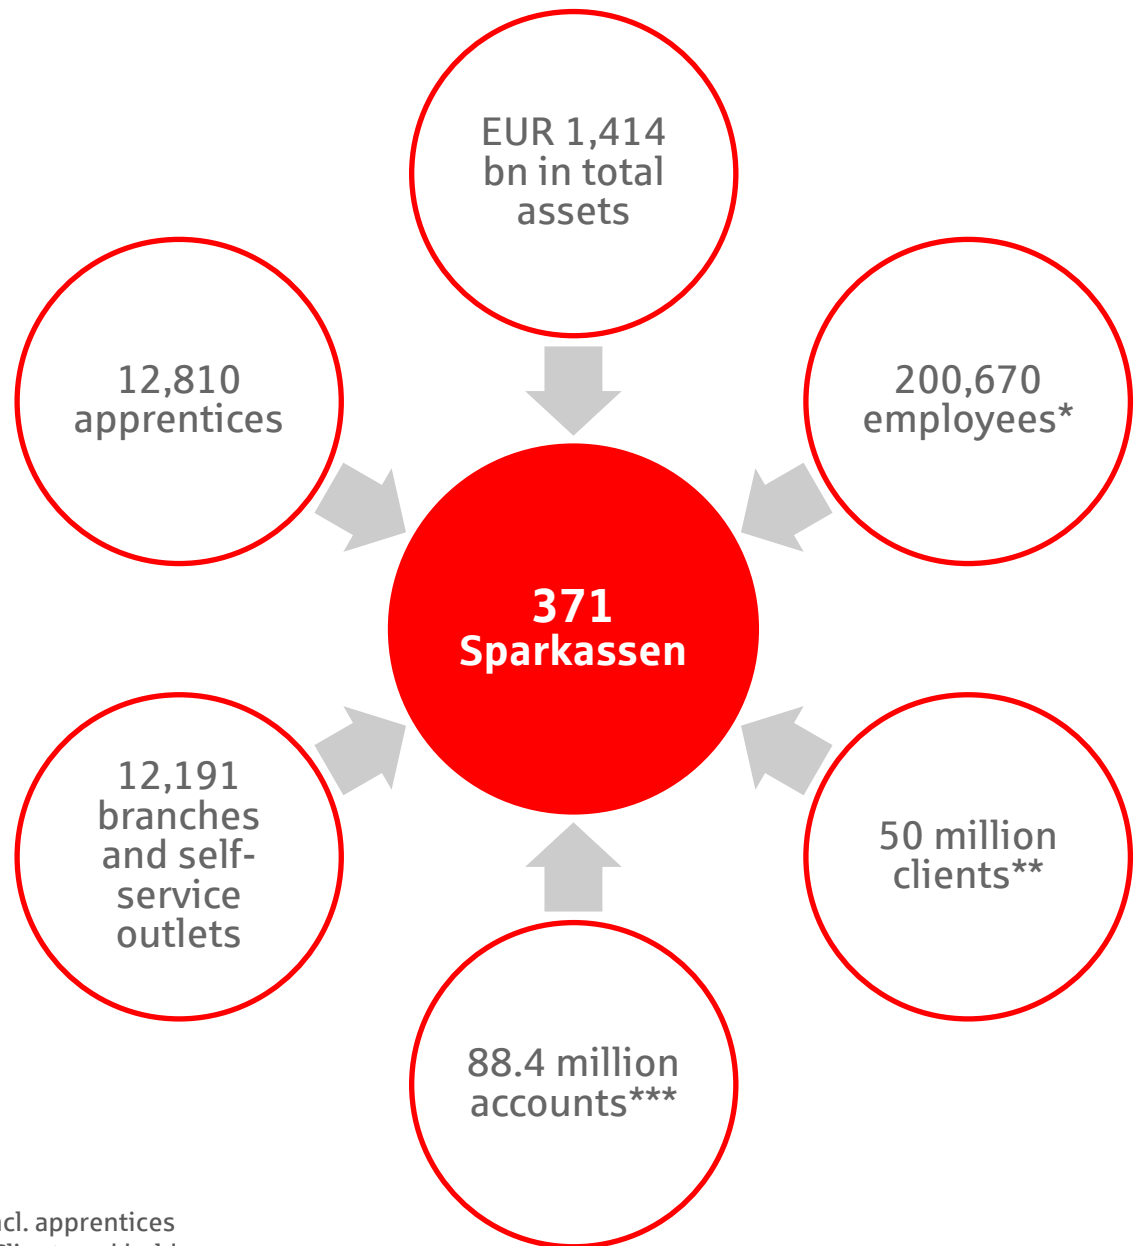 EUR 1,414
bn in total
assets
12,810
apprentices
200,670
employees*
371
Sparkassen
12,191
branches
and self-
service
outlets
50 million
clients**
88.4 million
accounts***
apprentices